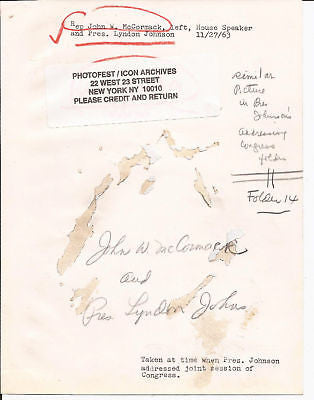 Rep John W. McCormack, left, House Speaker
and Pres. Lyndon Johnson 11/27/63
PHOTOFEST / ICON ARCHIVES
22 WEST 23 STREET
NEW YORK NY 10010
PLEASE CREDIT AND RETURN
similar
Picture
in Pres
Johnson's
addressing
Congress
folder
Folder 14
John W. McCormack
and
Pres Lyndon Johns
Taken at time when Pres. Johnson
addressed joint session of
Congress.